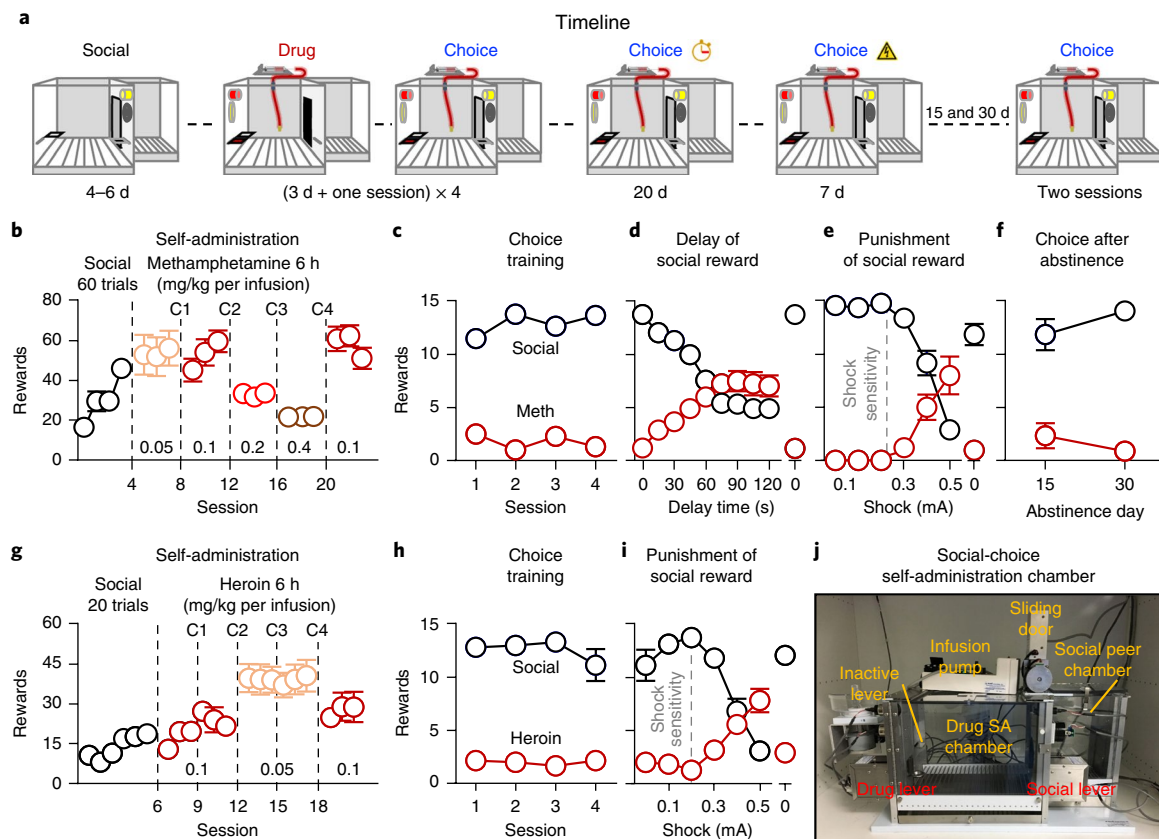 a
Timeline
Social
Drug
Choice
Choice
Choice
Choice
15 and 30 d
4–6 d
(3 d + one session) × 4
20 d
7 d
Two sessions
b
Self-administration
Social
60 trials
Methamphetamine 6 h
(mg/kg per infusion)
C1
C2
C3
C4
Rewards
80
60
40
20
0
0.05
0.1
0.2
0.4
0.1
4
8
12
16
20
Session
c
Choice
training
Rewards
15
10
5
0
Social
Meth
1
2
3
4
Session
d
Delay of
social reward
0
30
60
90
120
0
Delay time (s)
e
Punishment
of social reward
Shock
sensitivity
0.1
0.3
0.5
0
Shock (mA)
f
Choice after
abstinence
15
30
Abstinence day
g
Self-administration
Social
20 trials
Heroin 6 h
(mg/kg per infusion)
C1
C2
C3
C4
Rewards
60
45
30
15
0
0.1
0.05
0.1
6
9
12
15
18
Session
h
Choice
training
Rewards
15
10
5
0
Social
Heroin
1
2
3
4
Session
i
Punishment of
social reward
Shock
sensitivity
0.1
0.3
0.5
0
Shock (mA)
j
Social-choice
self-administration chamber
Sliding
door
Infusion
pump
Social peer
chamber
Inactive
lever
Drug SA
chamber
Drug lever
Social lever